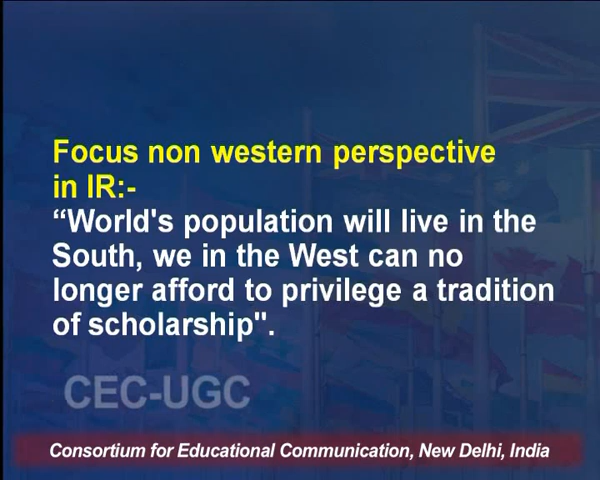 Focus non western perspective
in IR:-
“World's population will live in the
South, we in the West can no
longer afford to privilege a tradition
of scholarship".
CEC-UGC
Consortium for Educational Communication, New Delhi, India